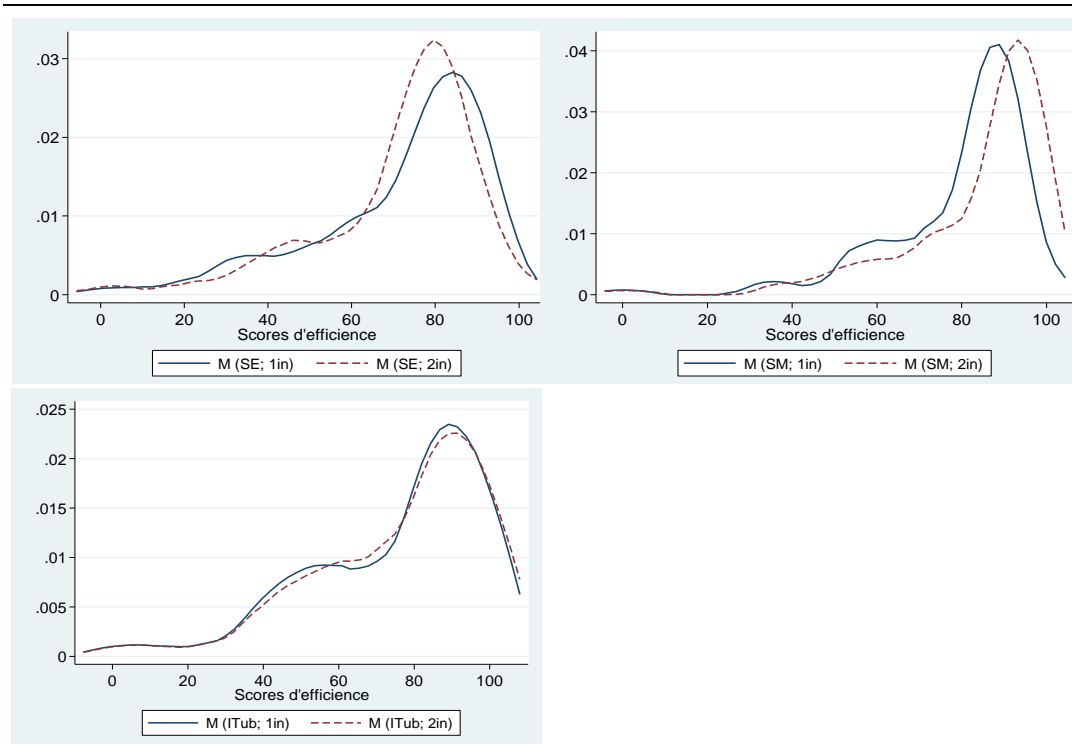 .03
.02
.01
0
0 20 40 60 80 100
Scores d'efficience
M (SE; 1in) M (SE; 2in)
.04
.03
.02
.01
0
0 20 40 60 80 100
Scores d'efficience
M (SM; 1in) M (SM; 2in)
.025
.02
.015
.01
.005
0
0 20 40 60 80 100
Scores d'efficience
M (ITub; 1in) M (ITub; 2in)